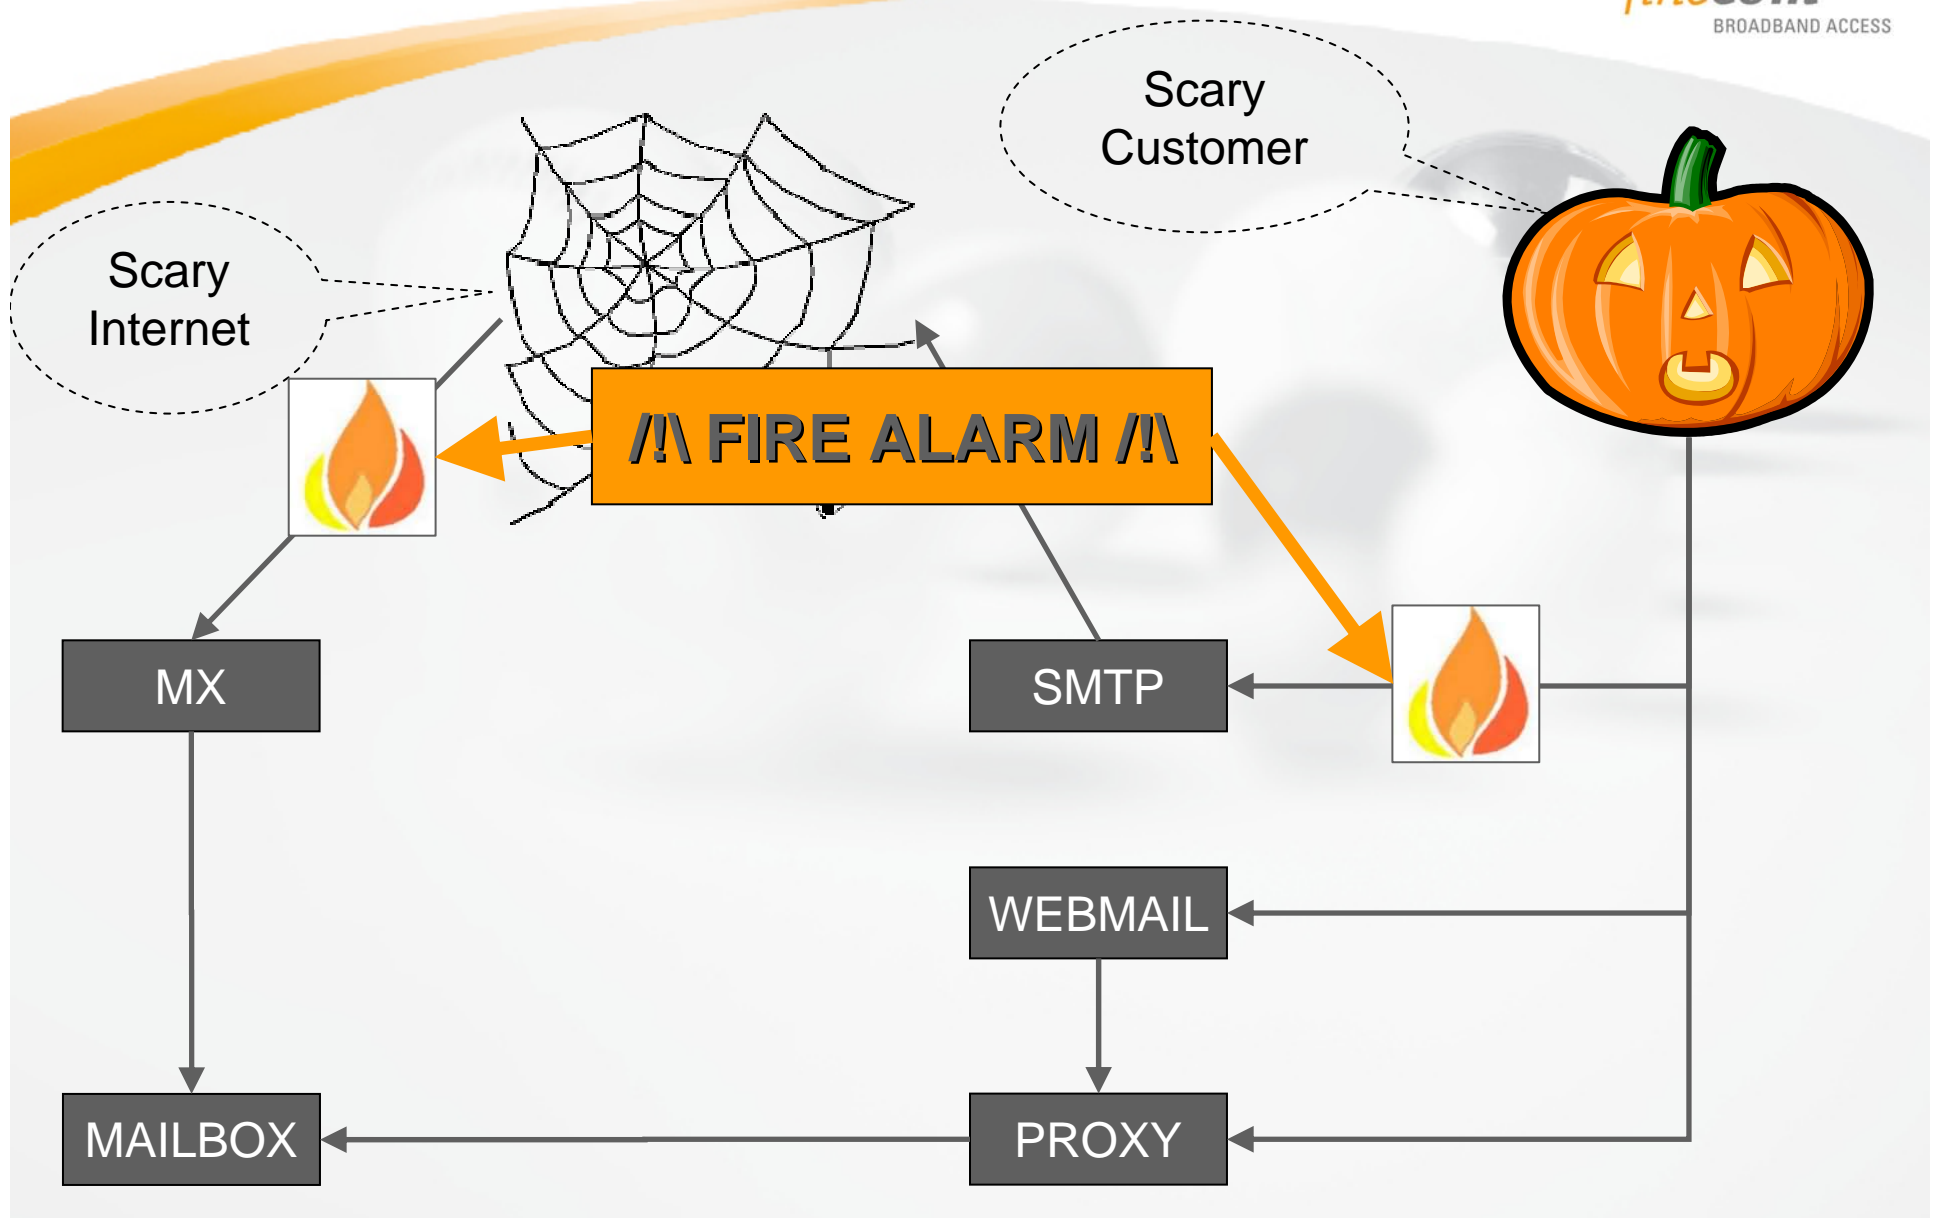 BROADBAND ACCESS
Scary
Customer
Scary
Internet
/!\ FIRE ALARM /!\
MX
SMTP
WEBMAIL
MAILBOX
PROXY